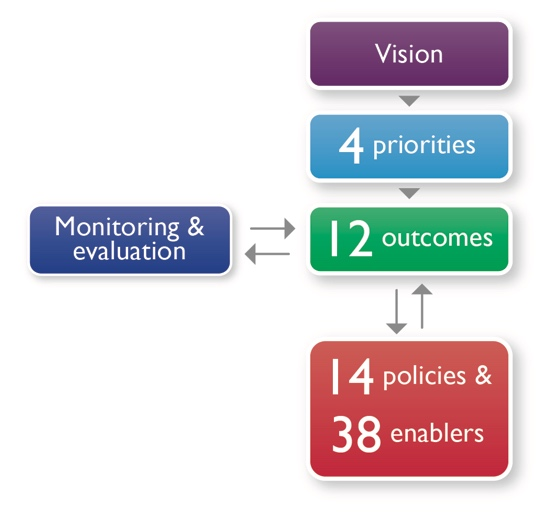 Vision
4 priorities
Monitoring &
evaluation
12 outcomes
14 policies &
38 enablers